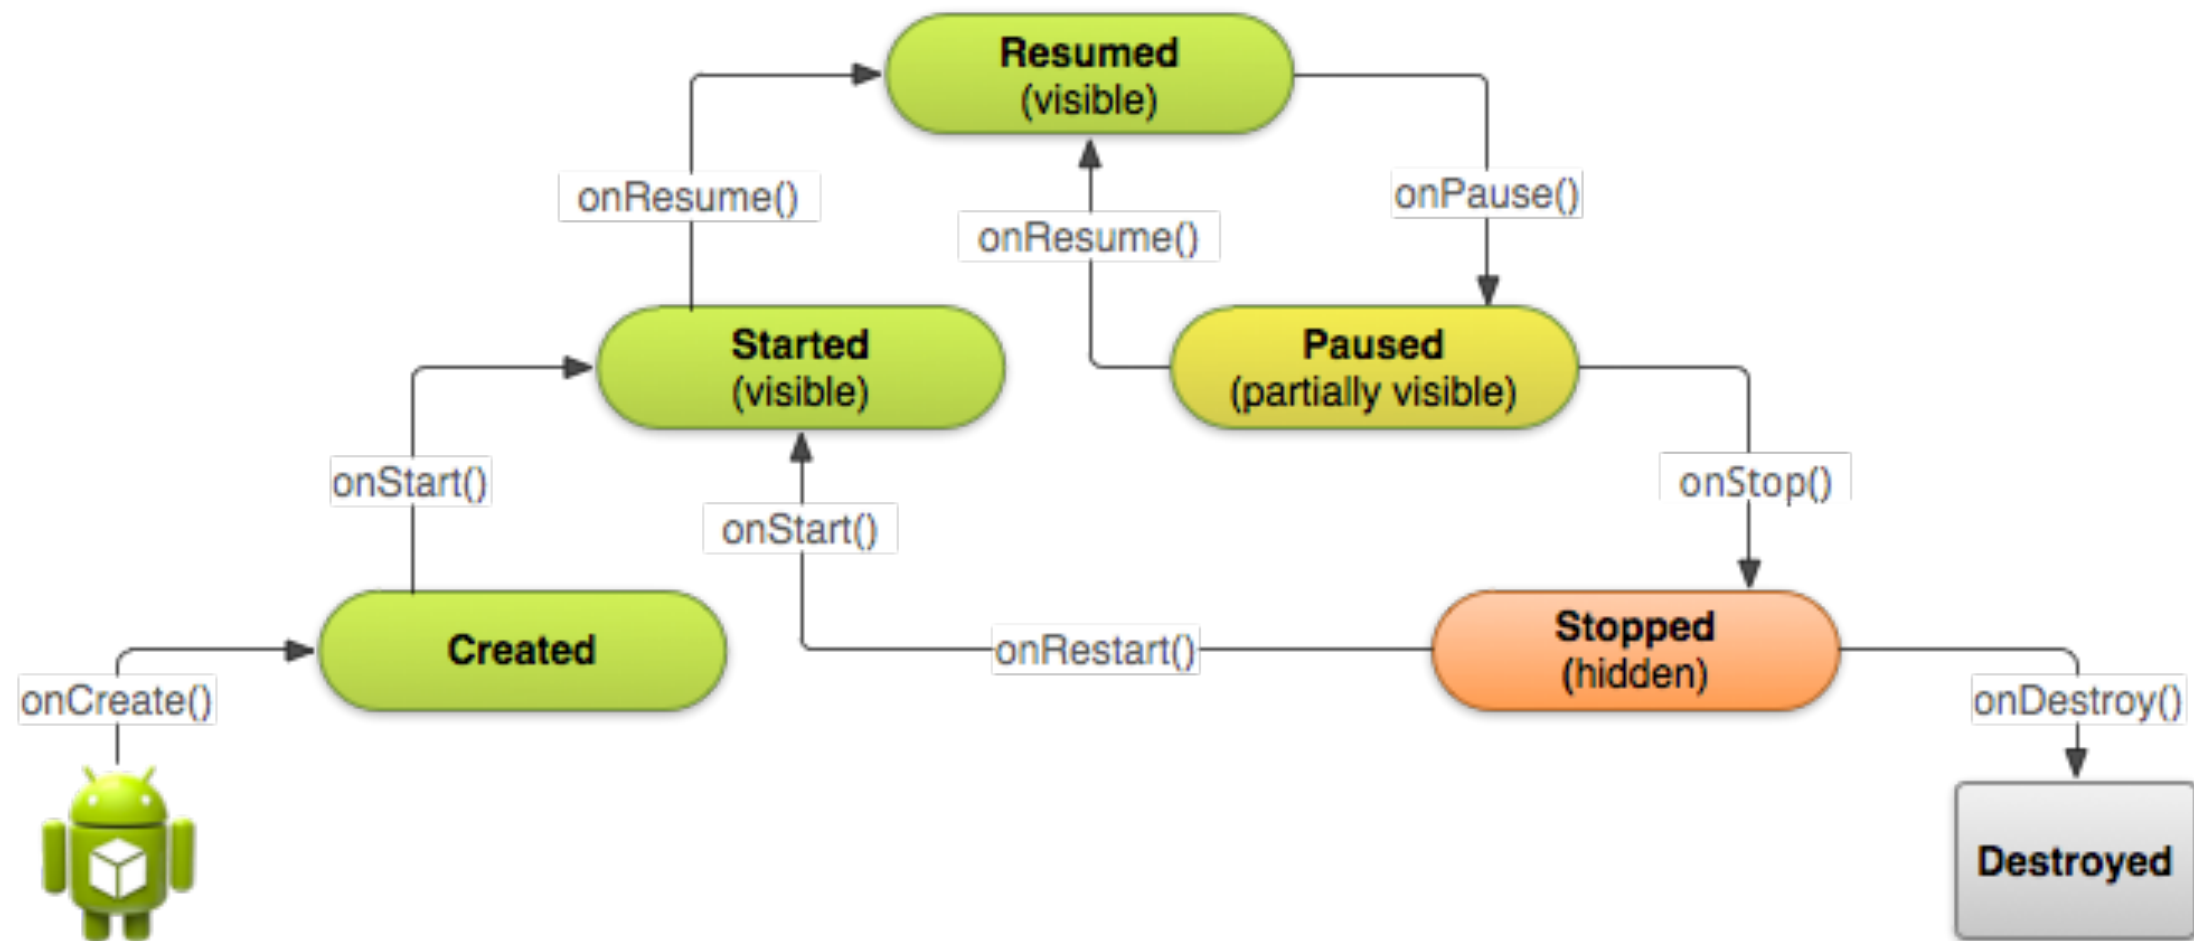 Resumed
(visible)
onResume()
onPause()
onResume()
Started
(visible)
Paused
(partially visible)
onStart()
onStop()
onStart()
Created
Stopped
(hidden)
onRestart()
onCreate()
onDestroy()
Destroyed